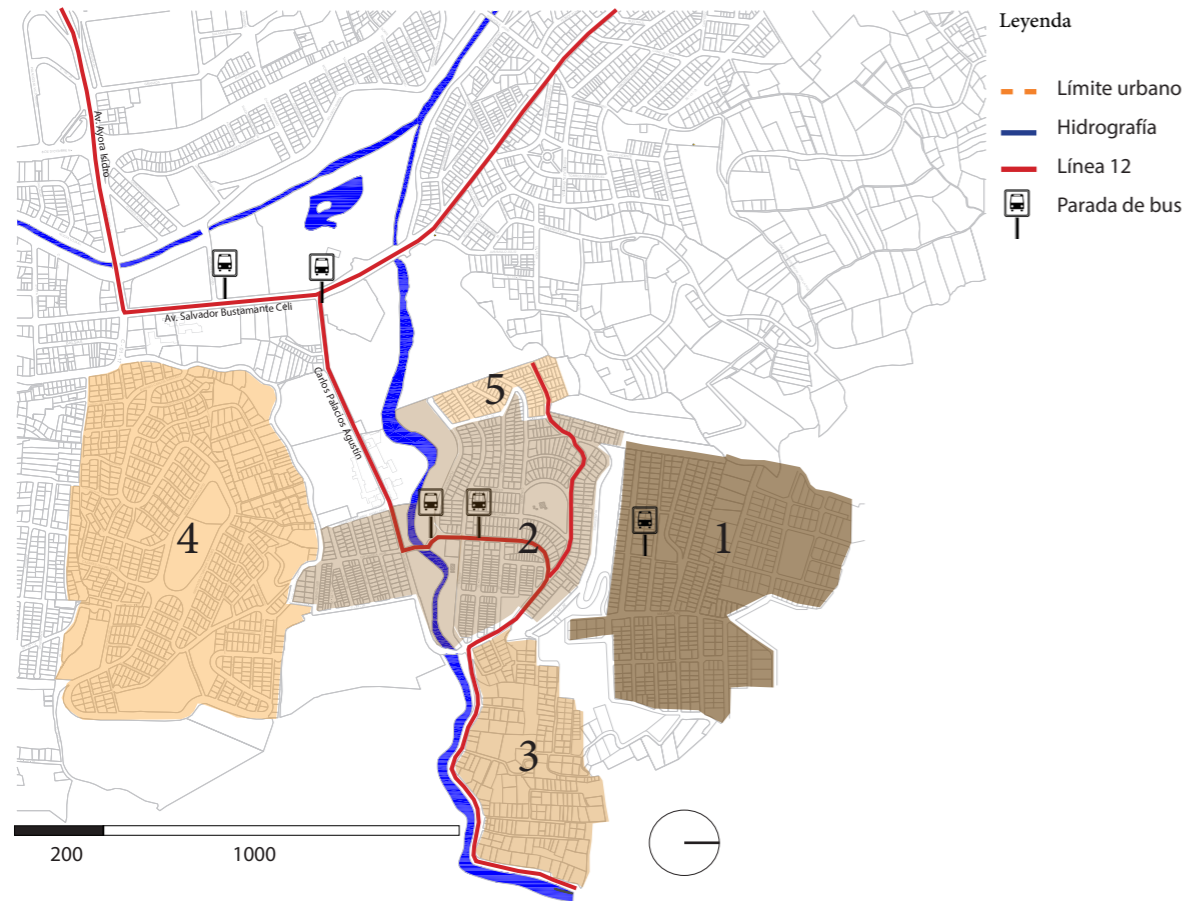 Leyenda
Límite urbano
Hidrografía
Línea 12
Parada de bus
Av. Ayora Isidro
Av. Salvador Bustamante Celi
Carlos Palacios Agustín
5
4
2
1
3
200
1000